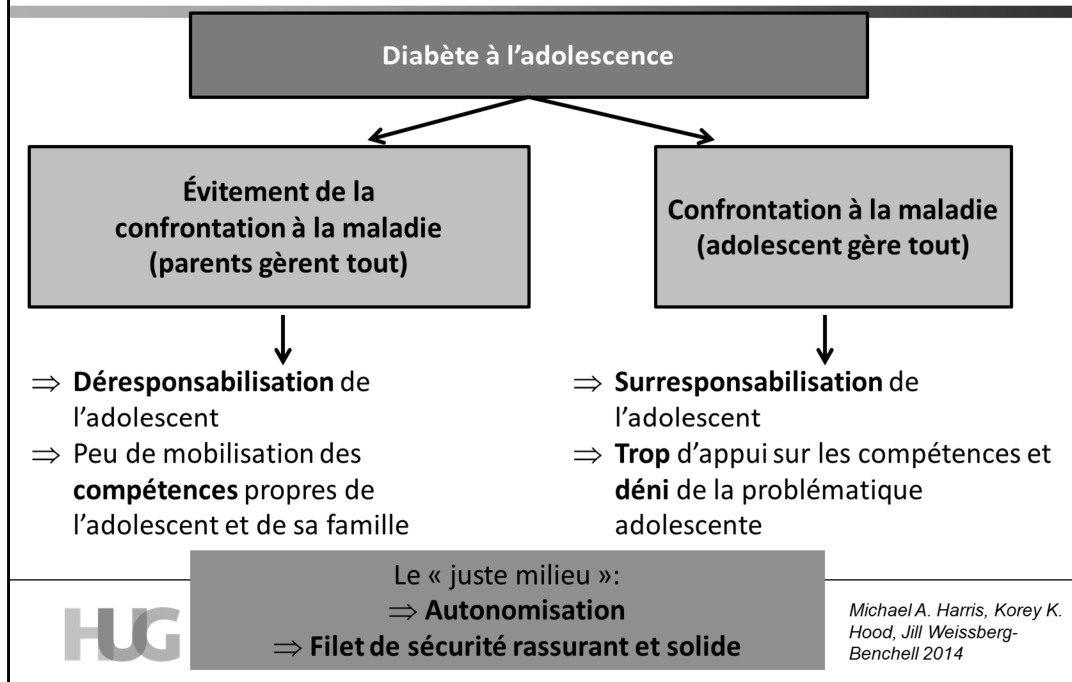 Diabète à l’adolescence
Évitement de la
confrontation à la maladie
(parents gèrent tout)
Confrontation à la maladie
(adolescent gère tout)
⇒ Déresponsabilisation de
l’adolescent
⇒ Peu de mobilisation des
compétences propres de
l’adolescent et de sa famille
⇒ Surresponsabilisation de
l’adolescent
⇒ Trop d’appui sur les compétences et
déni de la problématique
adolescente
Le « juste milieu »:
⇒ Autonomisation
⇒ Filet de sécurité rassurant et solide
HUG
Michael A. Harris, Korey K.
Hood, Jill Weissberg-
Benchell 2014